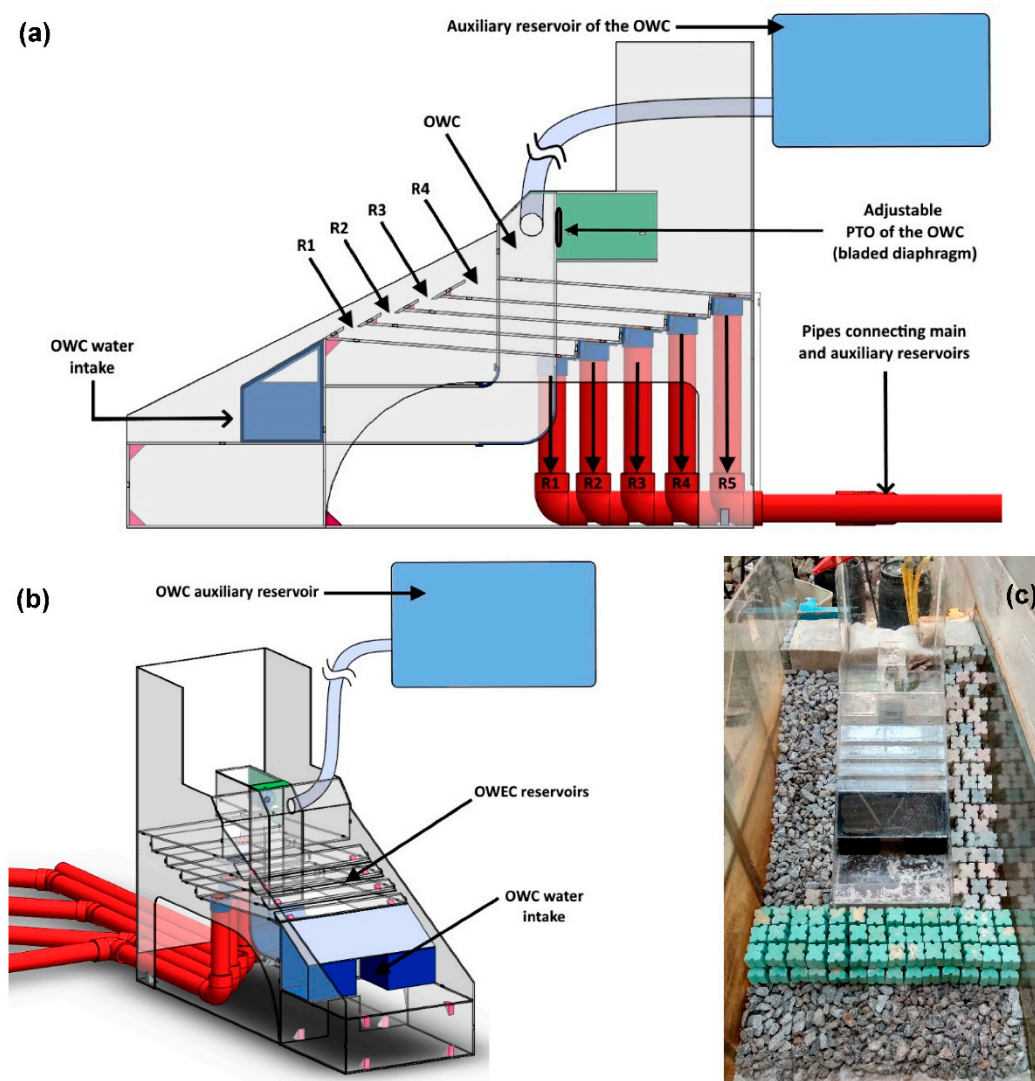 (a)
Auxiliary reservoir of the OWC
OWC
R4
R3
R2
R1
Adjustable
PTO of the OWC
(bladed diaphragm)
OWC water
intake
Pipes connecting main
and auxiliary reservoirs
R1 R2 R3 R4 R5
(b)
OWC auxiliary reservoir
(c)
OWEC reservoirs
OWC water
intake